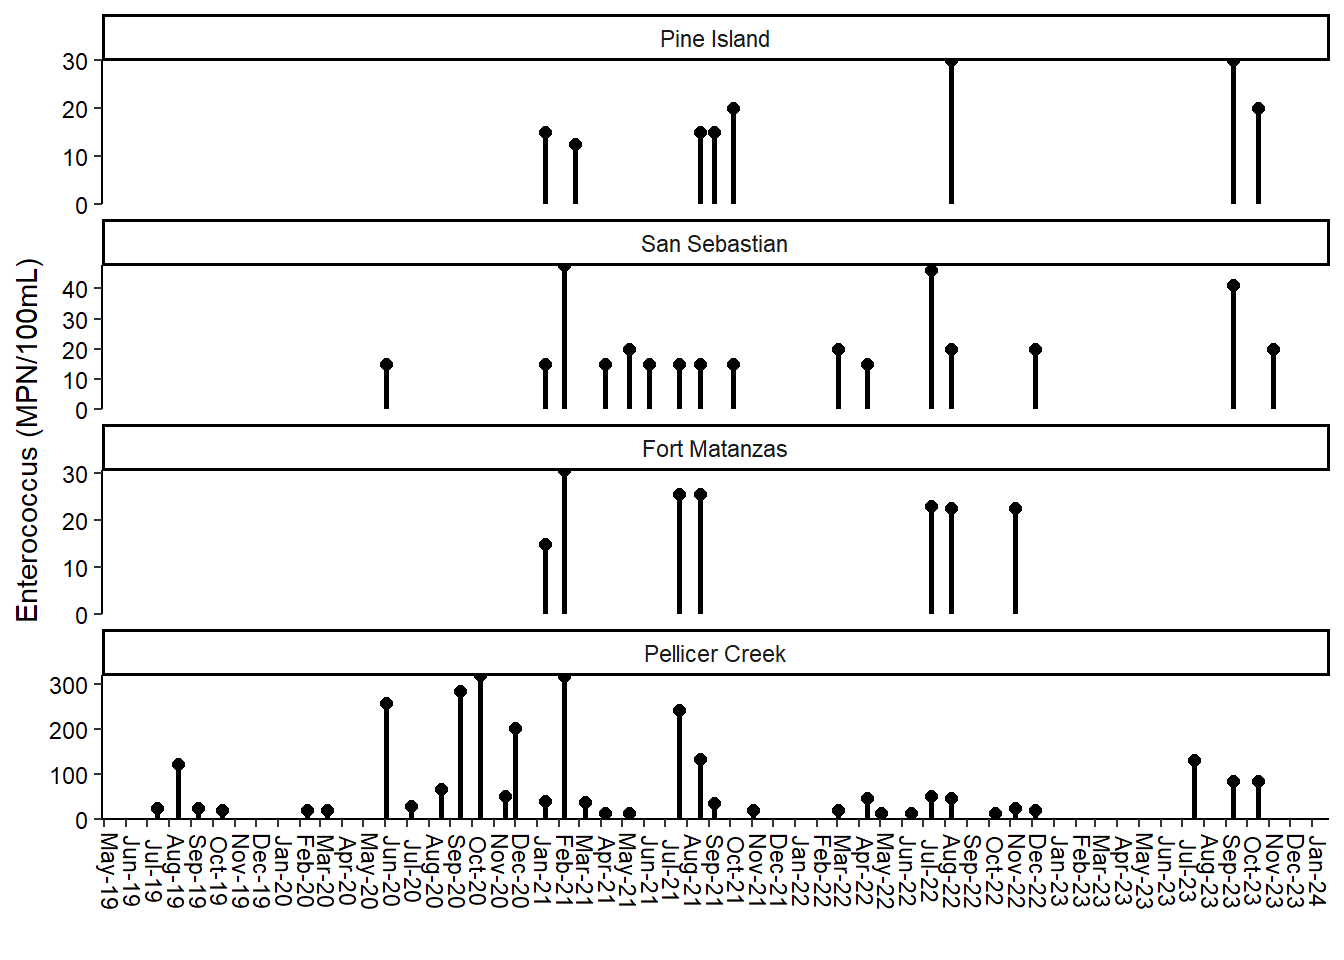 Pine Island
30
20
10
0
San Sebastian
40
30
20
10
0
Fort Matanzas
30
20
10
0
Pellicer Creek
300
200
100
0
Enterococcus (MPN/100mL)
May-19
Jun-19
Jul-19
Aug-19
Sep-19
Oct-19
Nov-19
Dec-19
Jan-20
Feb-20
Mar-20
Apr-20
May-20
Jun-20
Jul-20
Aug-20
Sep-20
Oct-20
Nov-20
Dec-20
Jan-21
Feb-21
Mar-21
Apr-21
May-21
Jun-21
Jul-21
Aug-21
Sep-21
Oct-21
Nov-21
Dec-21
Jan-22
Feb-22
Mar-22
Apr-22
May-22
Jun-22
Jul-22
Aug-22
Sep-22
Oct-22
Nov-22
Dec-22
Jan-23
Feb-23
Mar-23
Apr-23
May-23
Jun-23
Jul-23
Aug-23
Sep-23
Oct-23
Nov-23
Dec-23
Jan-24